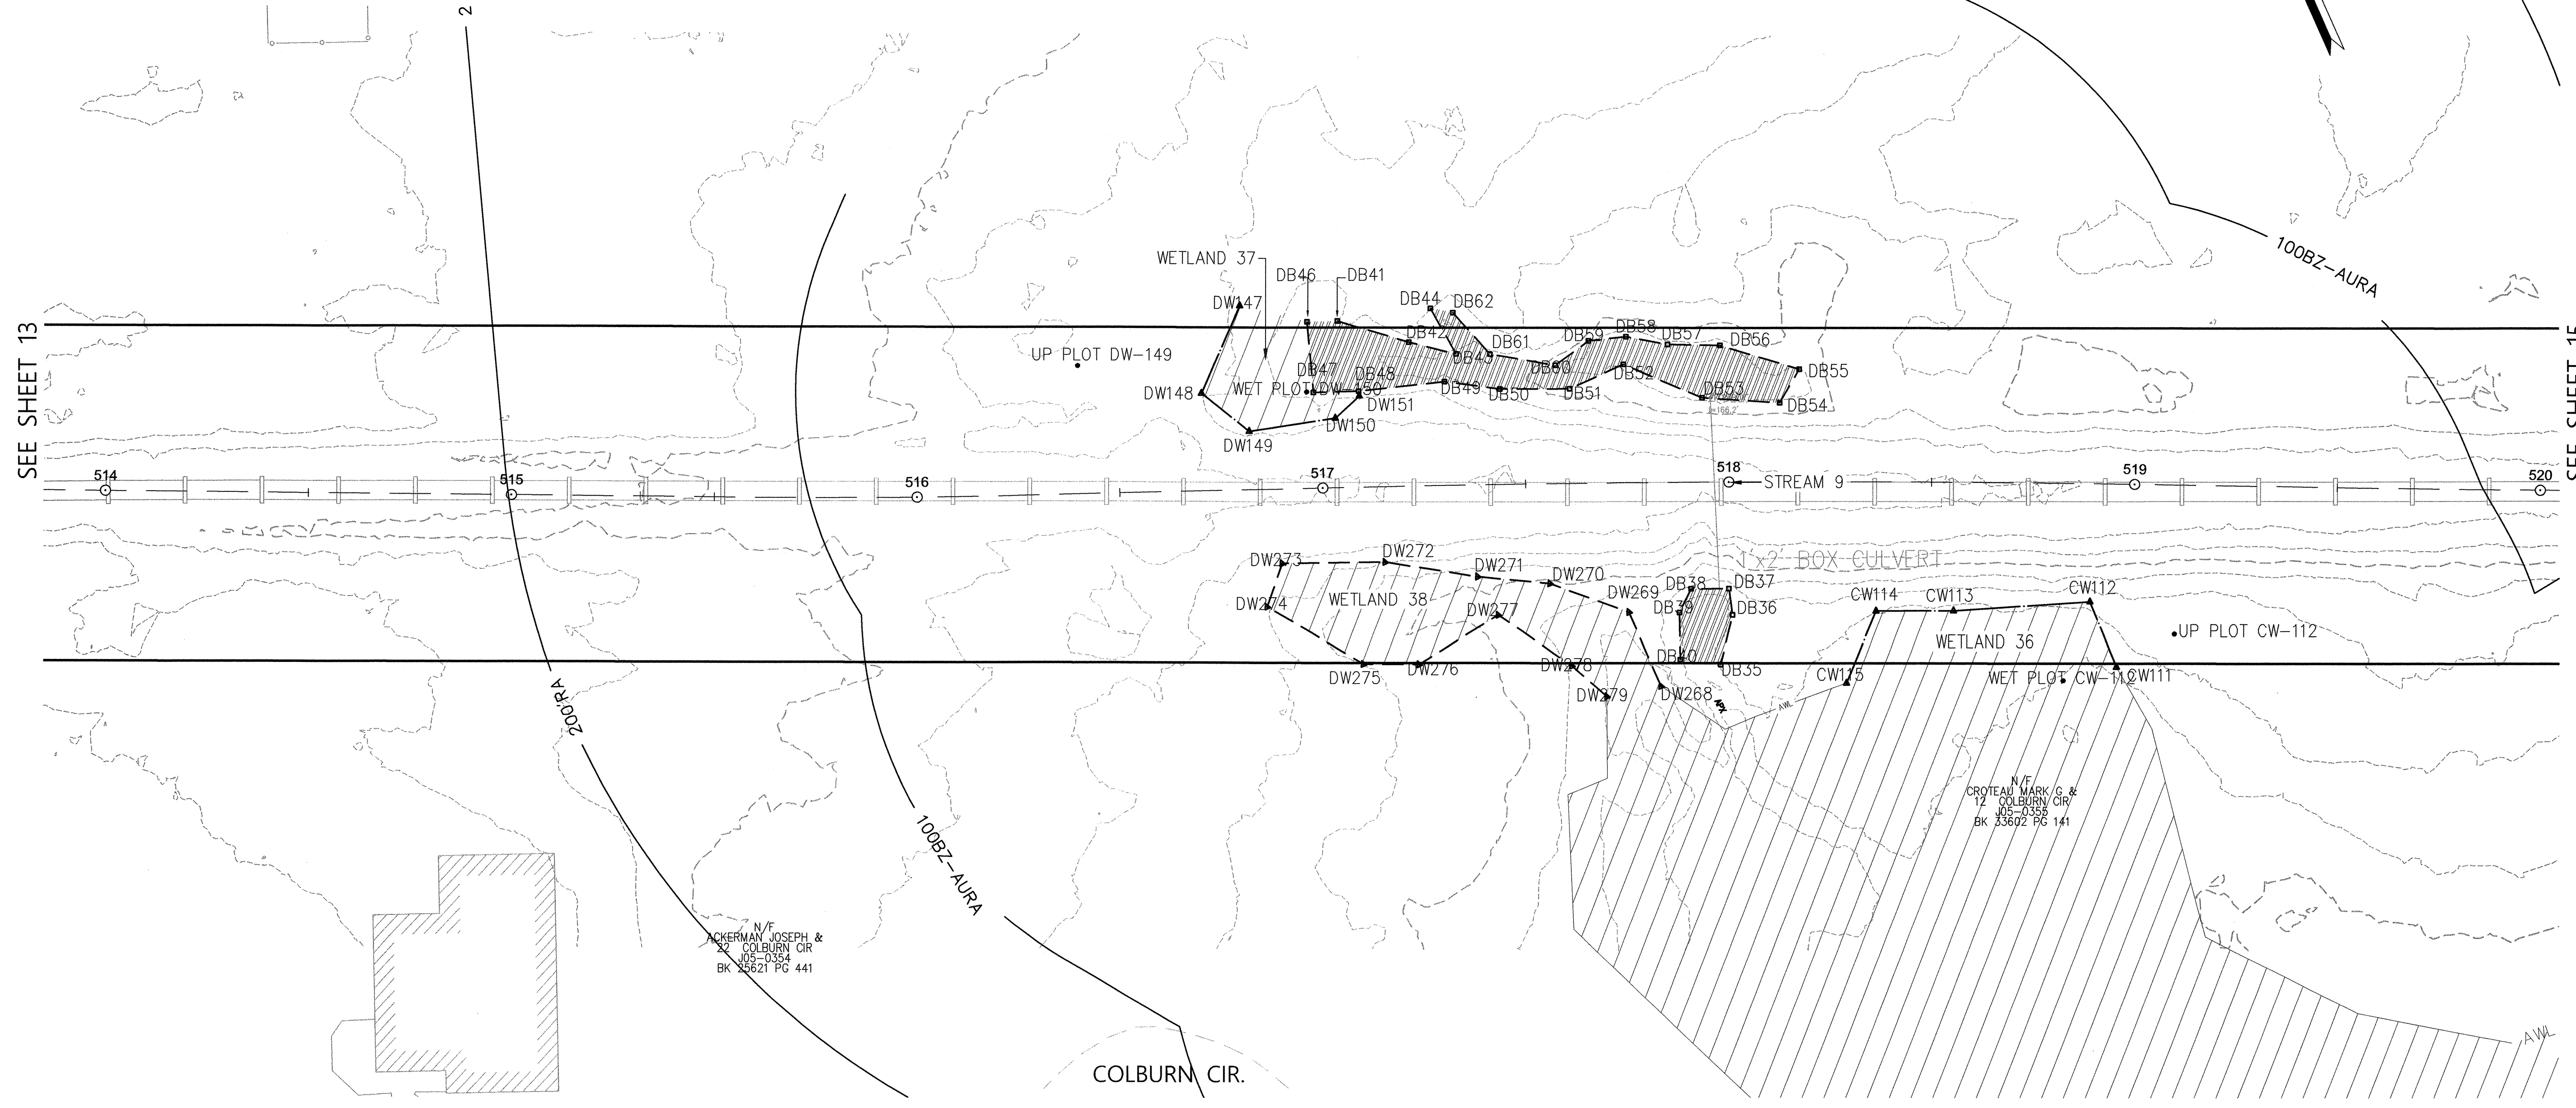 2
100BZ-AURA
SEE SHEET 13
SEE SHEET 15
WETLAND 37
DB46
DB41
DW147
DB44
DB62
DB42
DB43
DB61
DB60
DB59
DB58
DB57
DB56
DB55
UP PLOT DW-149
DB47
DB48
DW148
WET PLOT DW-150
DB49
DB50
DB51
DB52
DB53
DB54
DW151
DW150
DW149
514
515
516
517
518
519
520
STREAM 9
1'x2' BOX CULVERT
DW273
DW272
DW271
DW270
DW269
DW274
WETLAND 38
DW277
DB38
DB37
DB39
DB36
DB40
DB35
CW114
CW113
CW112
WETLAND 36
UP PLOT CW-112
DW275
DW276
DW278
DW279
DW268
CW115
WET PLOT CW-112
CW111
APX
AWL
200'RA
N/F
CROTEAU MARK G &
12 COLBURN CIR
J05-0355
BK 33602 PG 141
100BZ-AURA
N/F
ACKERMAN JOSEPH &
22 COLBURN CIR
J05-0354
BK 25621 PG 441
AWL
COLBURN CIR.